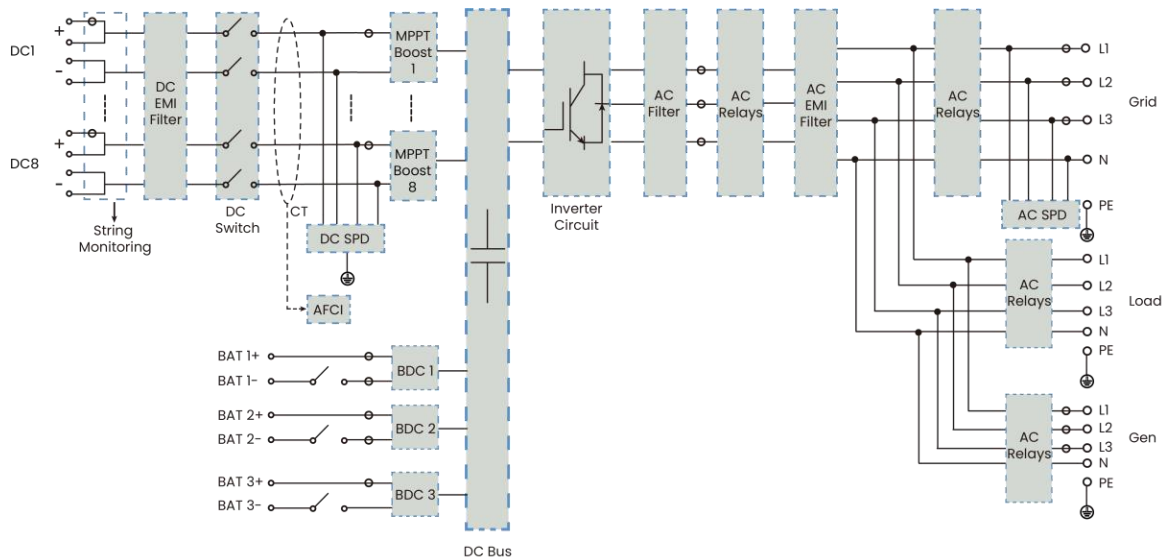 DC1
+
-
DC8
+
-
String
Monitoring
DC
EMI
Filter
DC
Switch
CT
DC SPD
AFCI
MPPT
Boost
1
MPPT
Boost
8
BAT 1+
BAT 1-
BDC 1
BAT 2+
BAT 2-
BDC 2
BAT 3+
BAT 3-
BDC 3
DC Bus
Inverter
Circuit
AC
Filter
AC
Relays
AC
EMI
Filter
AC
Relays
L1
L2
L3
N
PE
Grid
AC SPD
AC
Relays
L1
L2
L3
N
PE
Load
AC
Relays
L1
L2
L3
N
PE
Gen